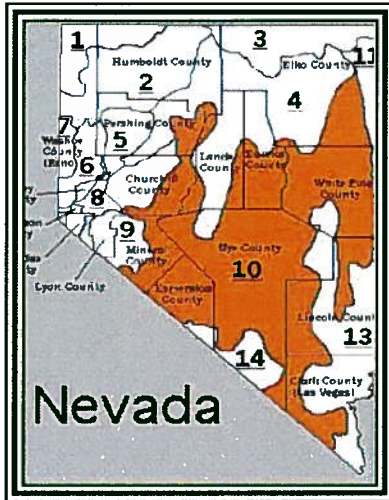 1
3
11
Humboldt County
2
Elko County
4
7
Pershing County
5
Washoe
County
(Reno)
6
Lander
County
Eureka
County
White Pine
Churchill
County
8
9
Mineral
County
Nye County
10
Lyon County
Esmeralda
County
Lincoln County
13
14
Clark County
(Las Vegas)
Nevada